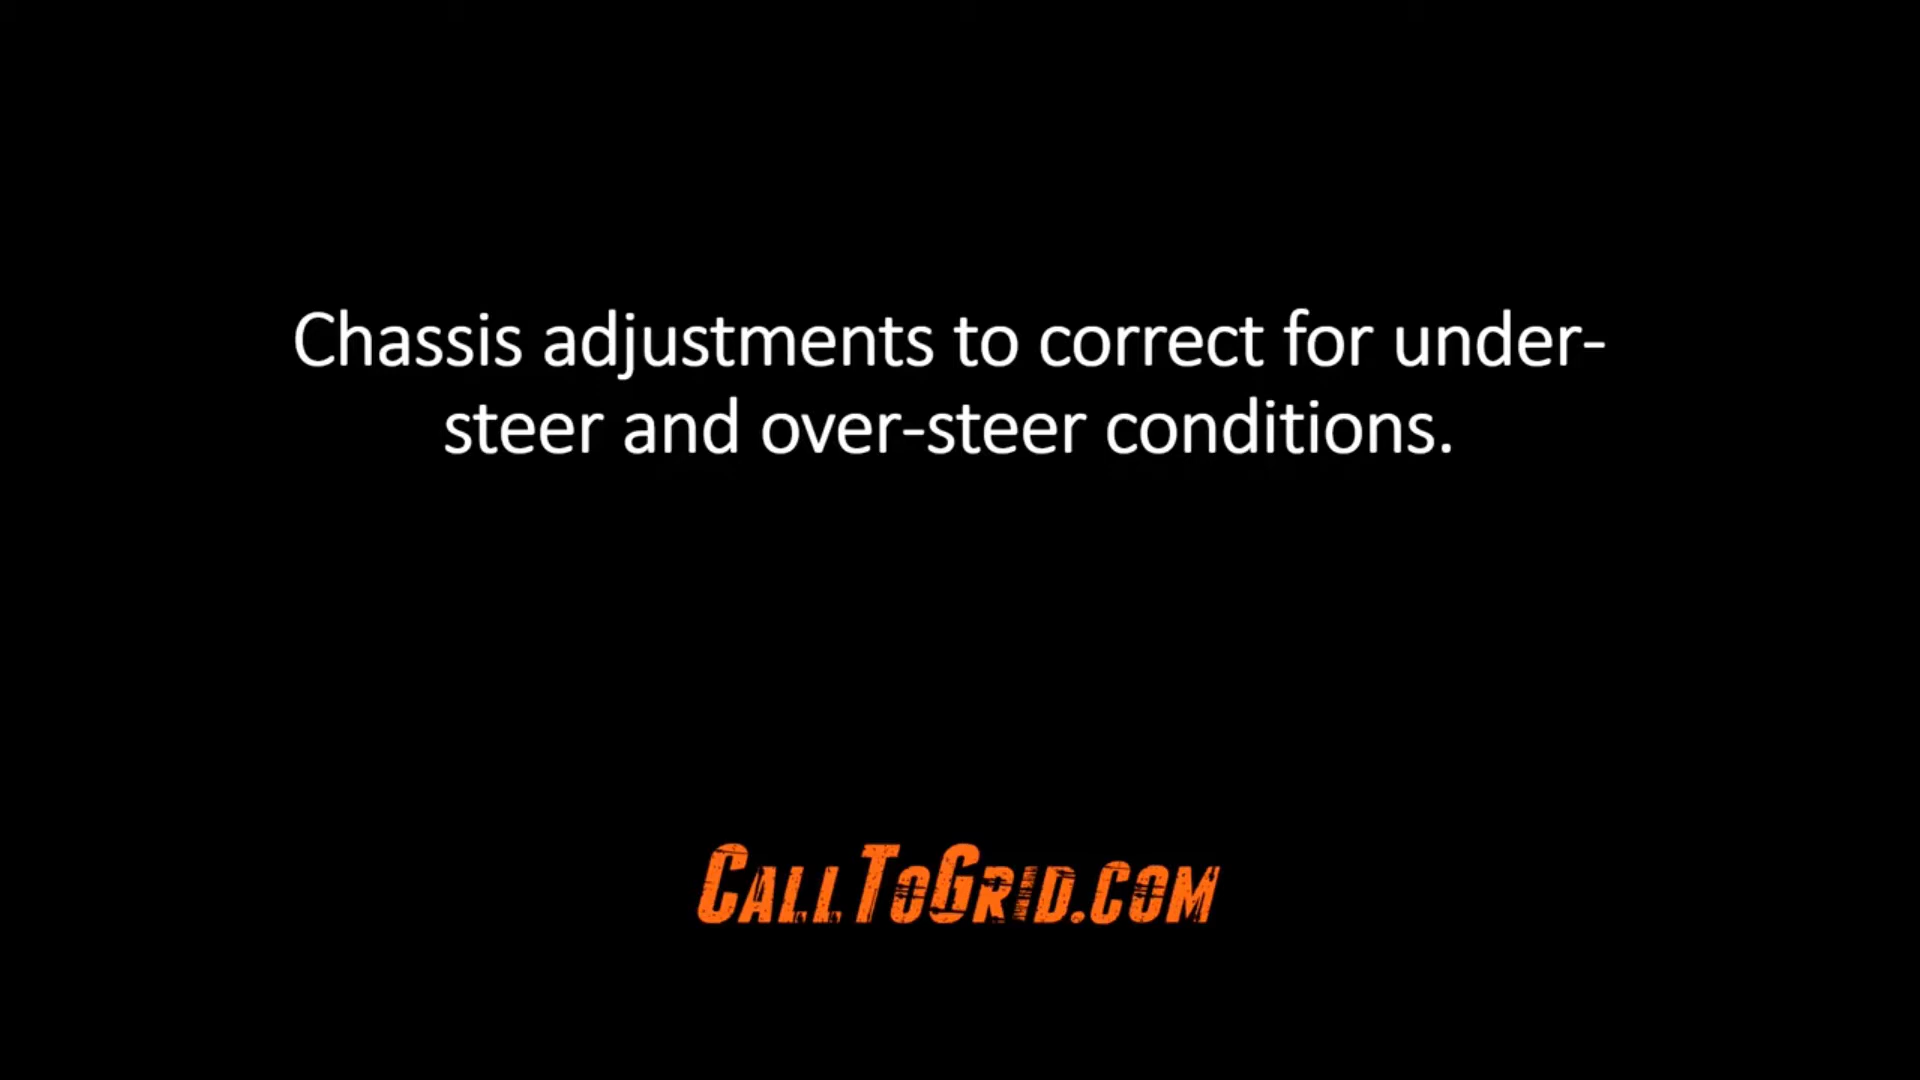 Chassis adjustments to correct for under-
steer and over-steer conditions.
CALLTOGRID.COM